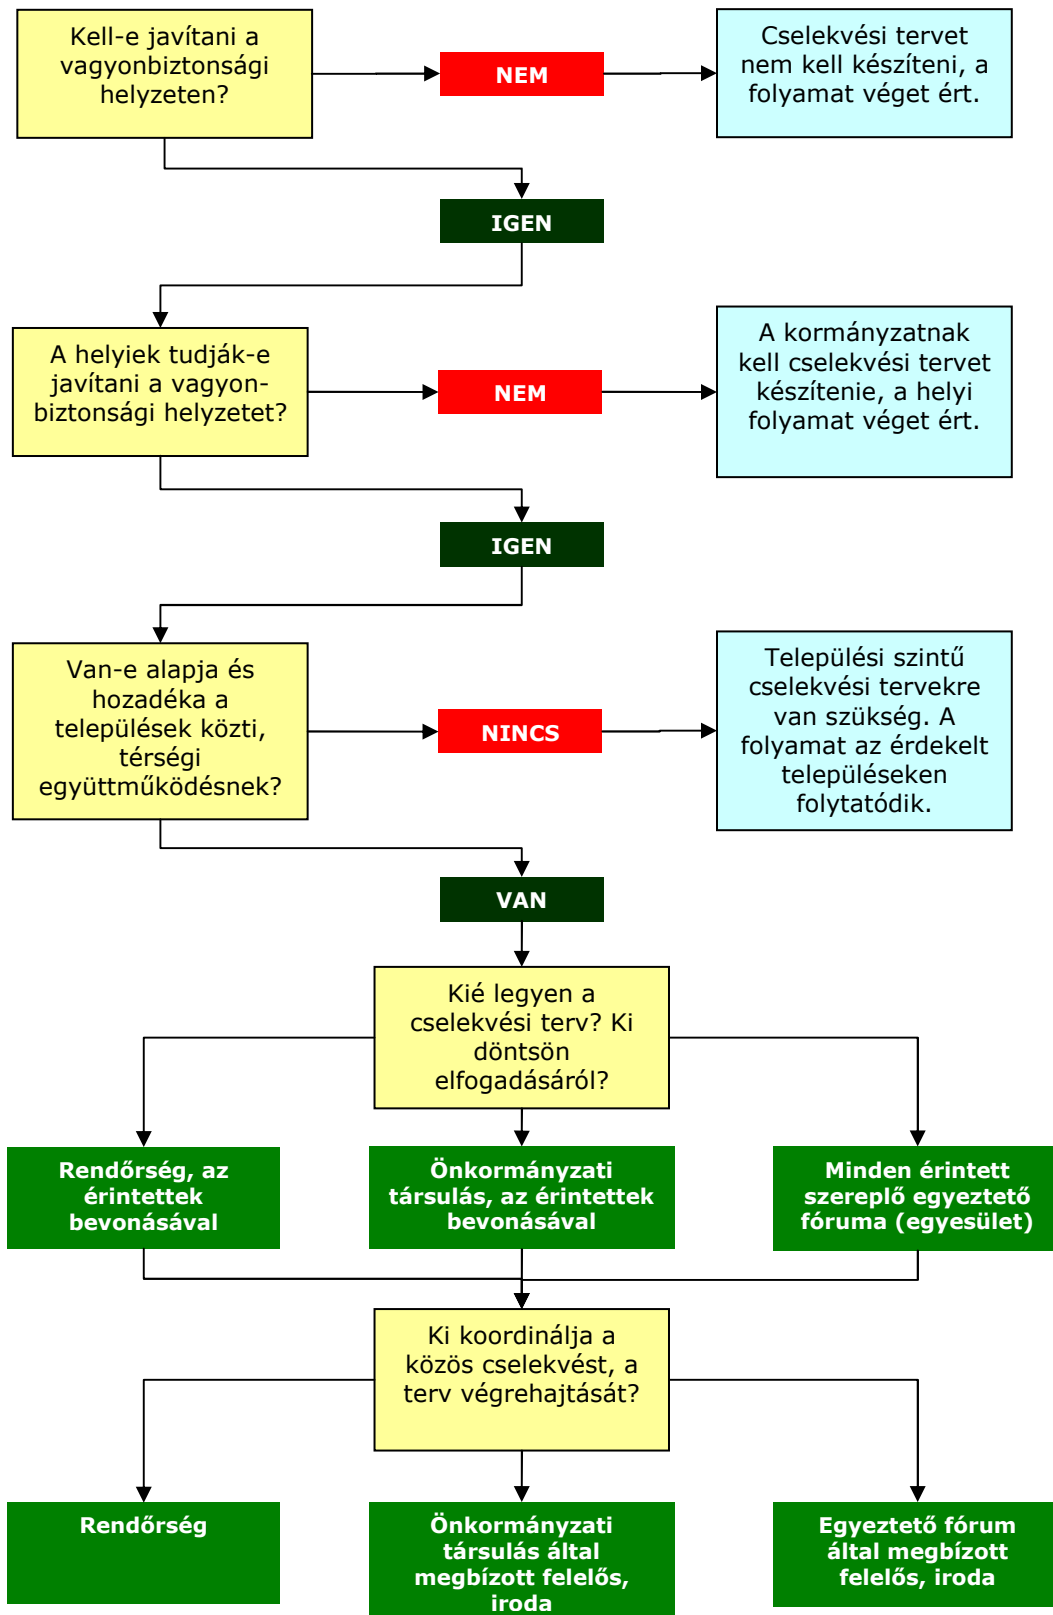 Kell-e javítani a
vagyonbiztonsági
helyzeten?
NEM
Cselekvési tervet
nem kell készíteni, a
folyamat véget ért.
IGEN
A helyiek tudják-e
javítani a vagyon-
biztonsági helyzetet?
NEM
A kormányzatnak
kell cselekvési tervet
készítenie, a helyi
folyamat véget ért.
IGEN
Van-e alapja és
hozadéka a
települések közti,
térségi
együttműködésnek?
NINCS
Települési szintű
cselekvési tervekre
van szükség. A
folyamat az érdekelt
településeken
folytatódik.
VAN
Kié legyen a
cselekvési terv? Ki
döntsön
elfogadásáról?
Rendőrség, az
érintettek
bevonásával
Önkormányzati
társulás, az érintettek
bevonásával
Minden érintett
szereplő egyeztető
fóruma (egyesület)
Ki koordinálja a
közös cselekvést, a
terv végrehajtását?
Rendőrség
Önkormányzati
társulás által
megbízott felelős,
iroda
Egyeztető fórum
által megbízott
felelős, iroda